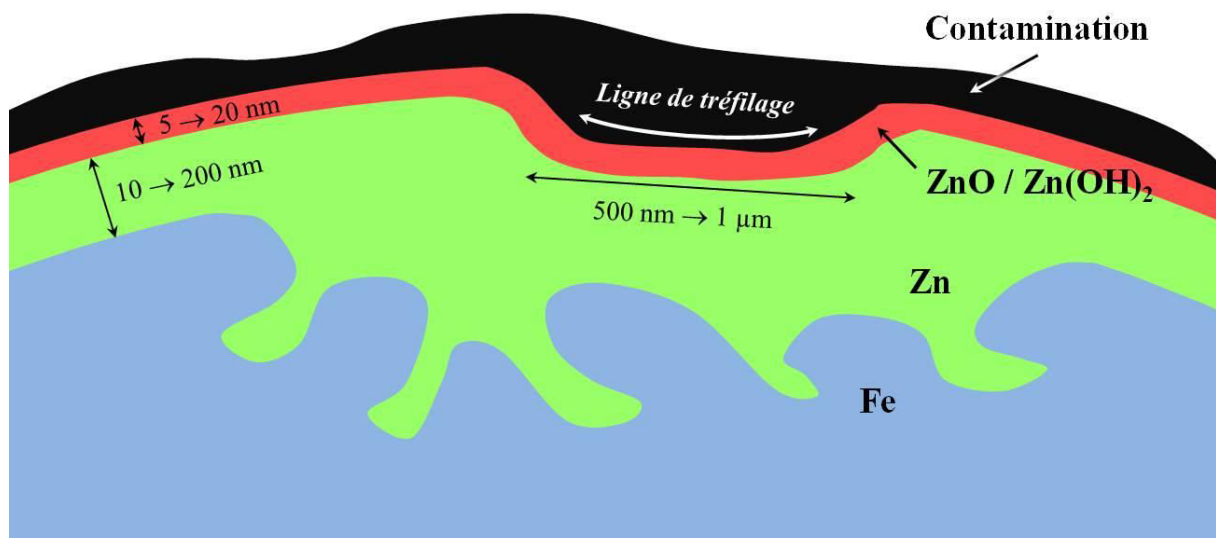 Contamination
Ligne de tréfilage
5 → 20 nm
10 → 200 nm
ZnO / Zn(OH)₂
500 nm → 1 µm
Zn
Fe